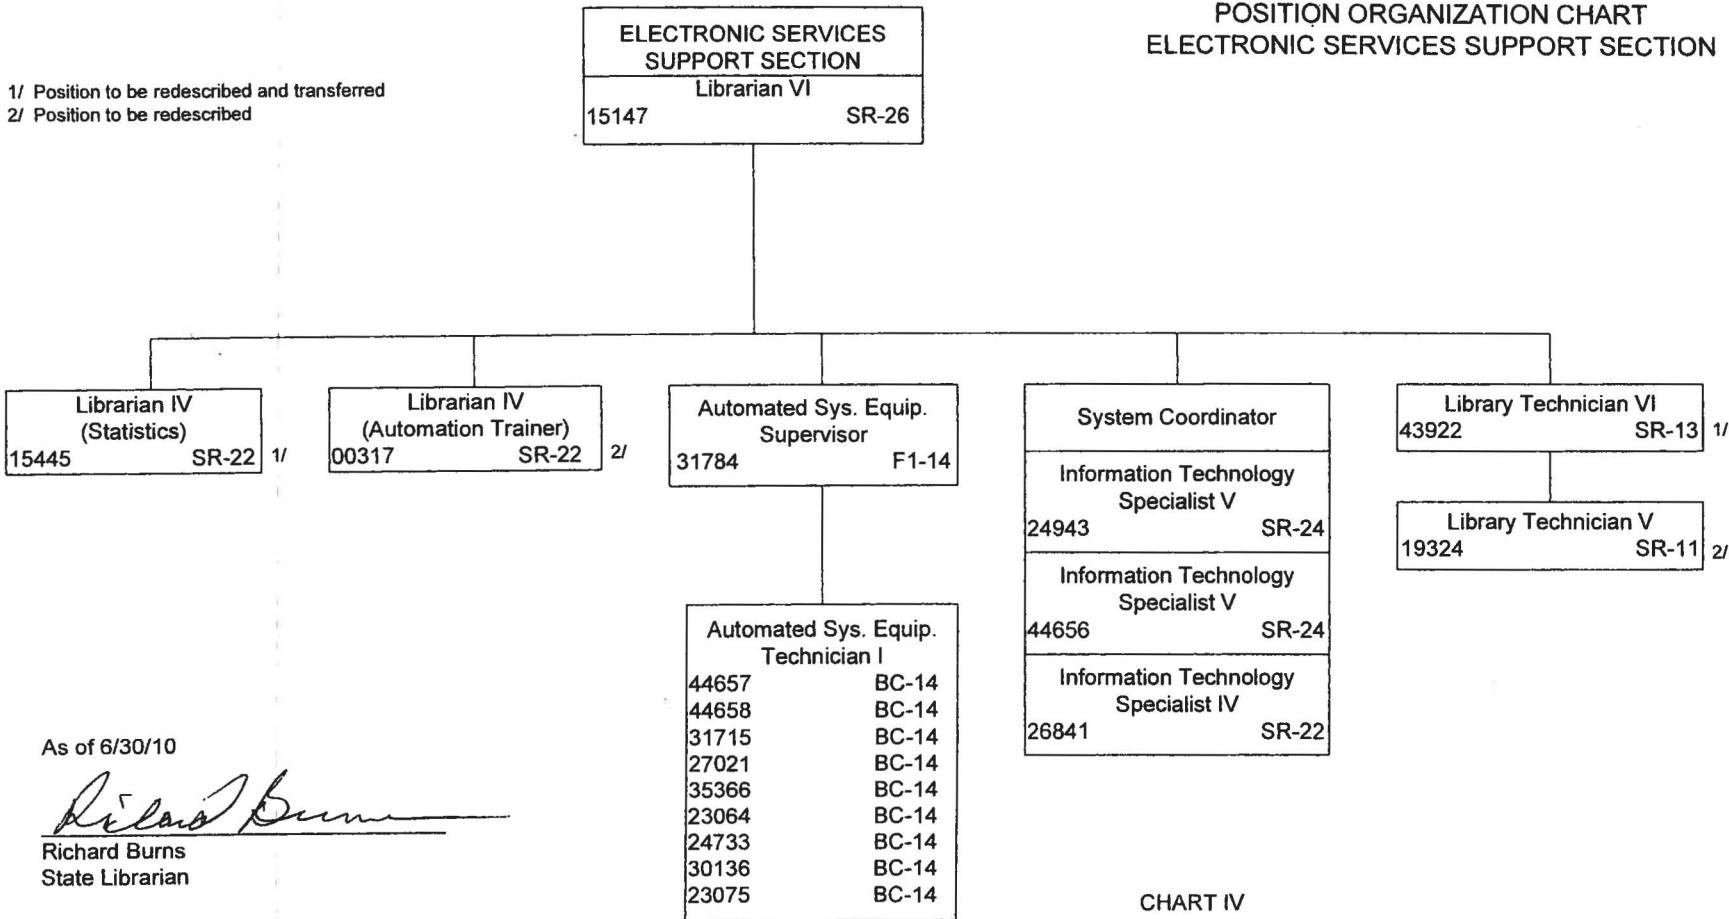 POSITION ORGANIZATION CHART
ELECTRONIC SERVICES SUPPORT SECTION
1/ Position to be redescribed and transferred
2/ Position to be redescribed
ELECTRONIC SERVICES
SUPPORT SECTION
Librarian VI
15147 SR-26
Librarian IV
(Statistics)
15445 SR-22 1/
Librarian IV
(Automation Trainer)
00317 SR-22 2/
Automated Sys. Equip.
Supervisor
31784 F1-14
Automated Sys. Equip.
Technician I
44657 BC-14
44658 BC-14
31715 BC-14
27021 BC-14
35366 BC-14
23064 BC-14
24733 BC-14
30136 BC-14
23075 BC-14
System Coordinator
Information Technology
Specialist V
24943 SR-24
Information Technology
Specialist V
44656 SR-24
Information Technology
Specialist IV
26841 SR-22
Library Technician VI
43922 SR-13 1/
Library Technician V
19324 SR-11 2/
As of 6/30/10
Richard Burns
Richard Burns
State Librarian
CHART IV